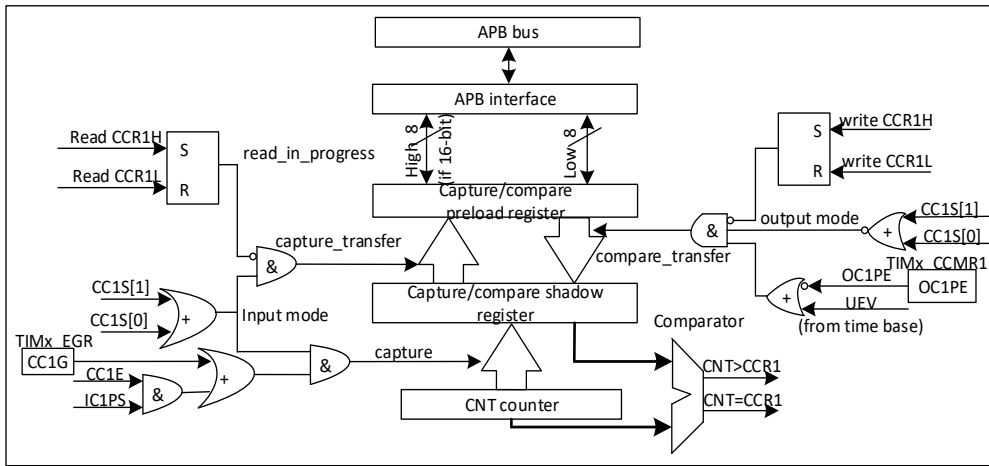 APB bus
APB interface
High 8
(if 16-bit)
Low 8
Read CCR1H
Read CCR1L
S
R
read_in_progress
write CCR1H
write CCR1L
S
R
Capture/compare
preload register
capture_transfer
&
compare_transfer
&
output mode
+
CC1S[1]
CC1S[0]
TIMx_CCMR1
OC1PE
OC1PE
UEV
(from time base)
+
CC1S[1]
CC1S[0]
+
Input mode
Capture/compare shadow
register
Comparator
TIMx_EGR
CC1G
CC1E
IC1PS
&
+
&
capture
CNT counter
CNT>CCR1
CNT=CCR1